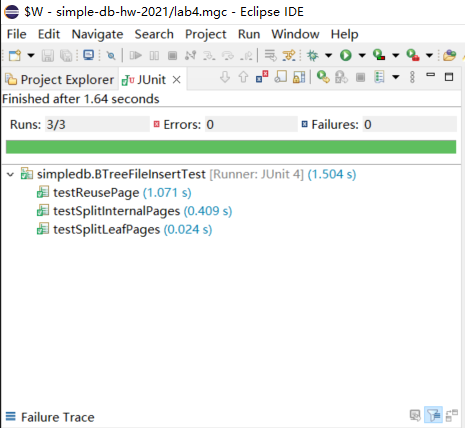 $W - simple-db-hw-2021/lab4.mgc - Eclipse IDE
File Edit Navigate Search Project Run Window Help
Project Explorer JUnit
Finished after 1.64 seconds
Runs: 3/3 Errors: 0 Failures: 0
simpledb.BTreeFileInsertTest [Runner: JUnit 4] (1.504 s)
testReusePage (1.071 s)
testSplitInternalPages (0.409 s)
testSplitLeafPages (0.024 s)
Failure Trace